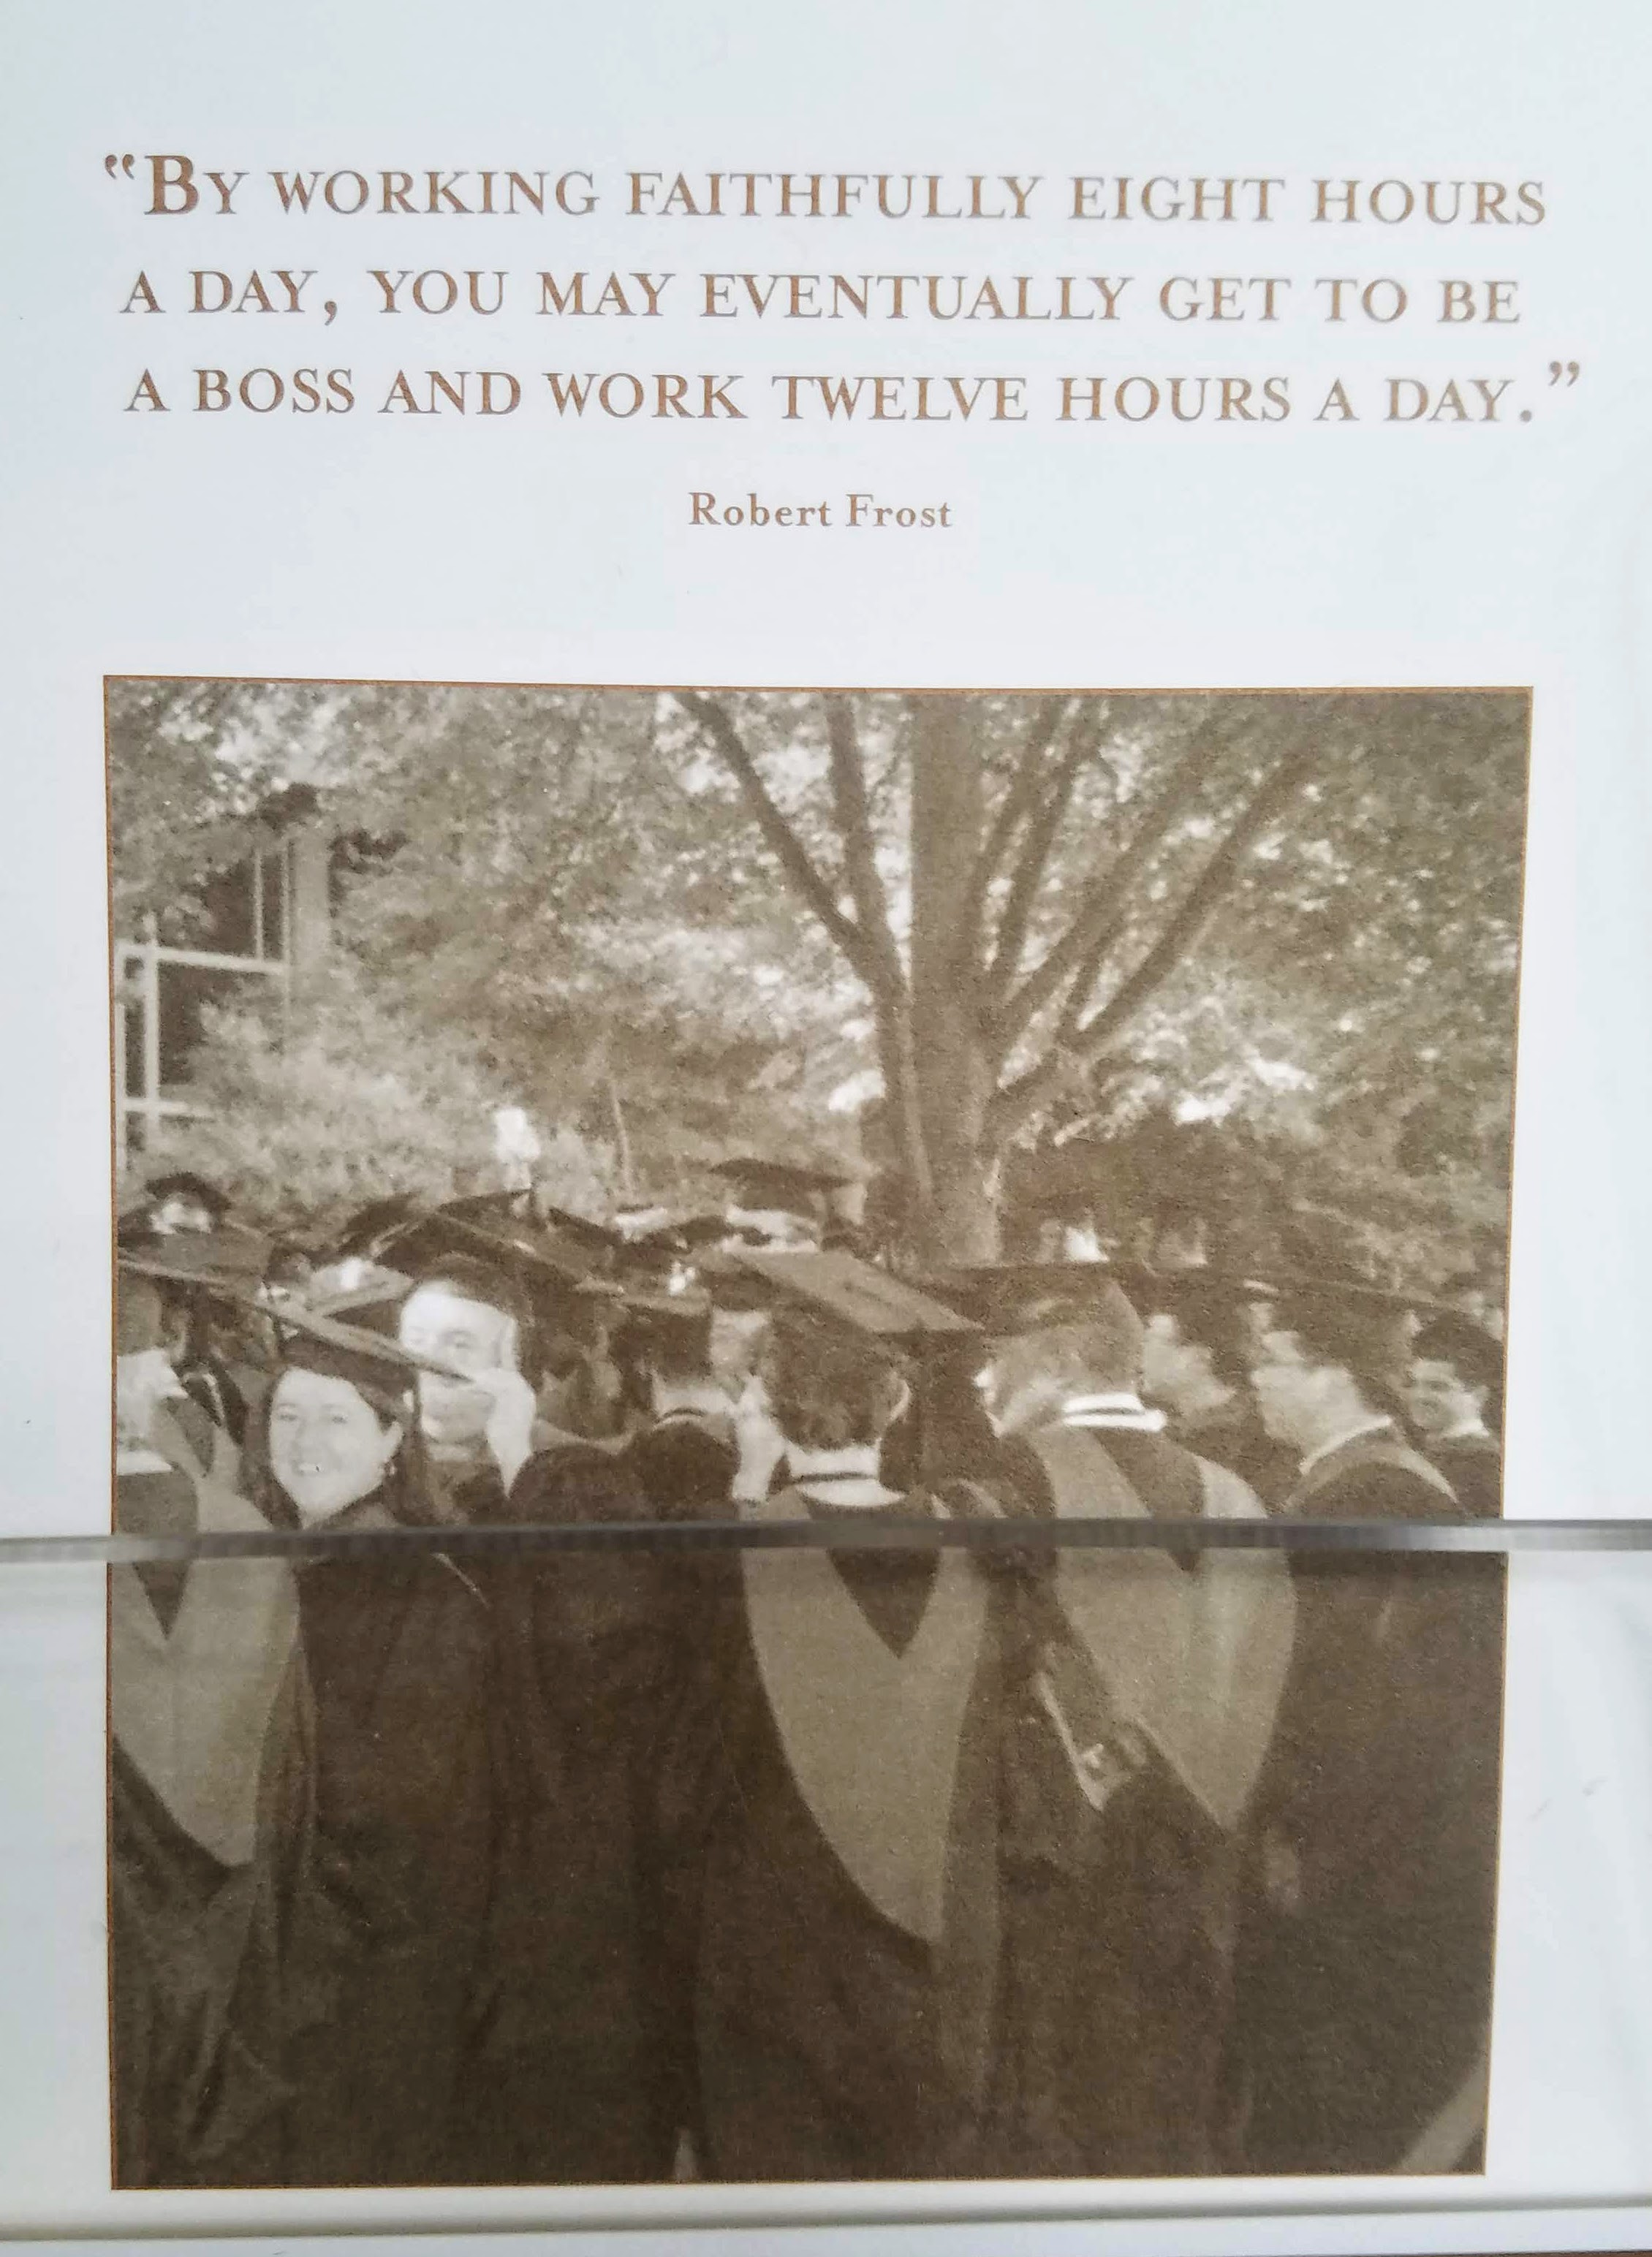 “By working faithfully eight hours
a day, you may eventually get to be
a boss and work twelve hours a day.”
Robert Frost